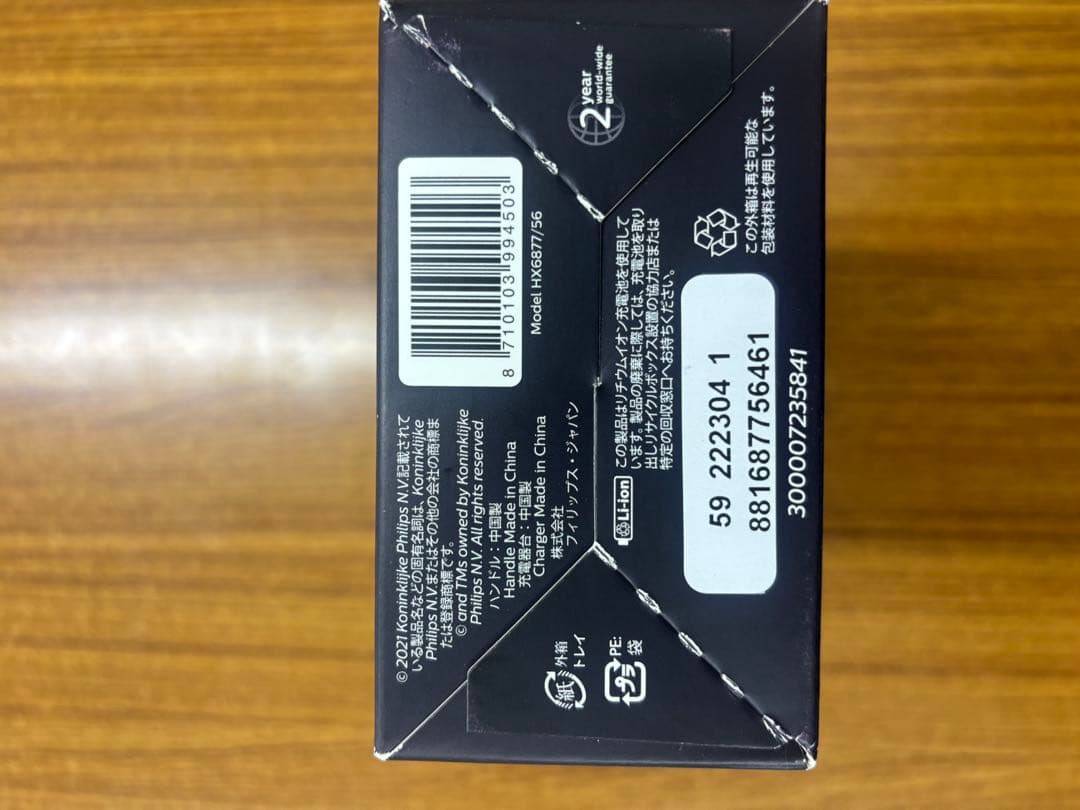 © 2021 Koninklijke Philips N.V.記載されて
いる製品名などの固有名詞は、Koninklijke
Philips N.V.またはその他の会社の商標ま
たは登録商標です。
© and TMs owned by Koninklijke
Philips N.V. All rights reserved.
ハンドル：中国製
Handle Made in China
充電器台：中国製
Charger Made in China
株式会社
フィリップス・ジャパン
8 710103 994503
Model HX6877/56
2 year
world-wide
guarantee
紙 外箱
トレイ
プラ PE:
袋
Li-ion
この製品はリチウムイオン充電池を使用して
います。製品の廃棄に際しては、充電池を取り
出しリサイクルボックス設置の協力店または
特定の回収窓口へお持ちください。
この外箱は再生可能な
包装材料を使用しています。
59 222304 1
881687756461
300007235841